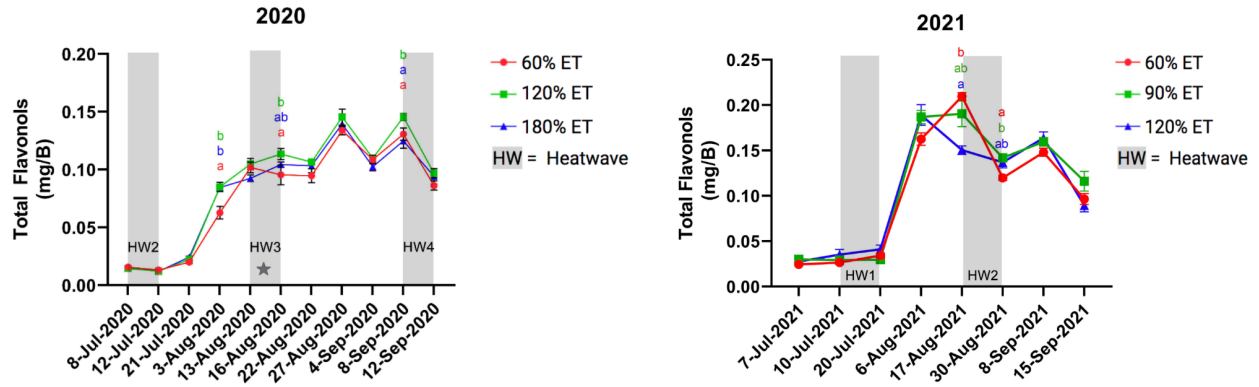 2020
Total Flavonols
(mg/B)
0.20
0.15
0.10
0.05
0.00
b
b
a
b
ab
a
b
a
a
HW2
HW3
HW4
8-Jul-2020
12-Jul-2020
21-Jul-2020
3-Aug-2020
13-Aug-2020
16-Aug-2020
22-Aug-2020
27-Aug-2020
4-Sep-2020
12-Sep-2020
60% ET
120% ET
180% ET
HW = Heatwave
2021
Total Flavonols
(mg/B)
0.25
0.20
0.15
0.10
0.05
0.00
b
ab
a
a
b
ab
HW1
HW2
7-Jul-2021
10-Jul-2021
20-Jul-2021
6-Aug-2021
17-Aug-2021
30-Aug-2021
8-Sep-2021
15-Sep-2021
60% ET
90% ET
120% ET
HW = Heatwave